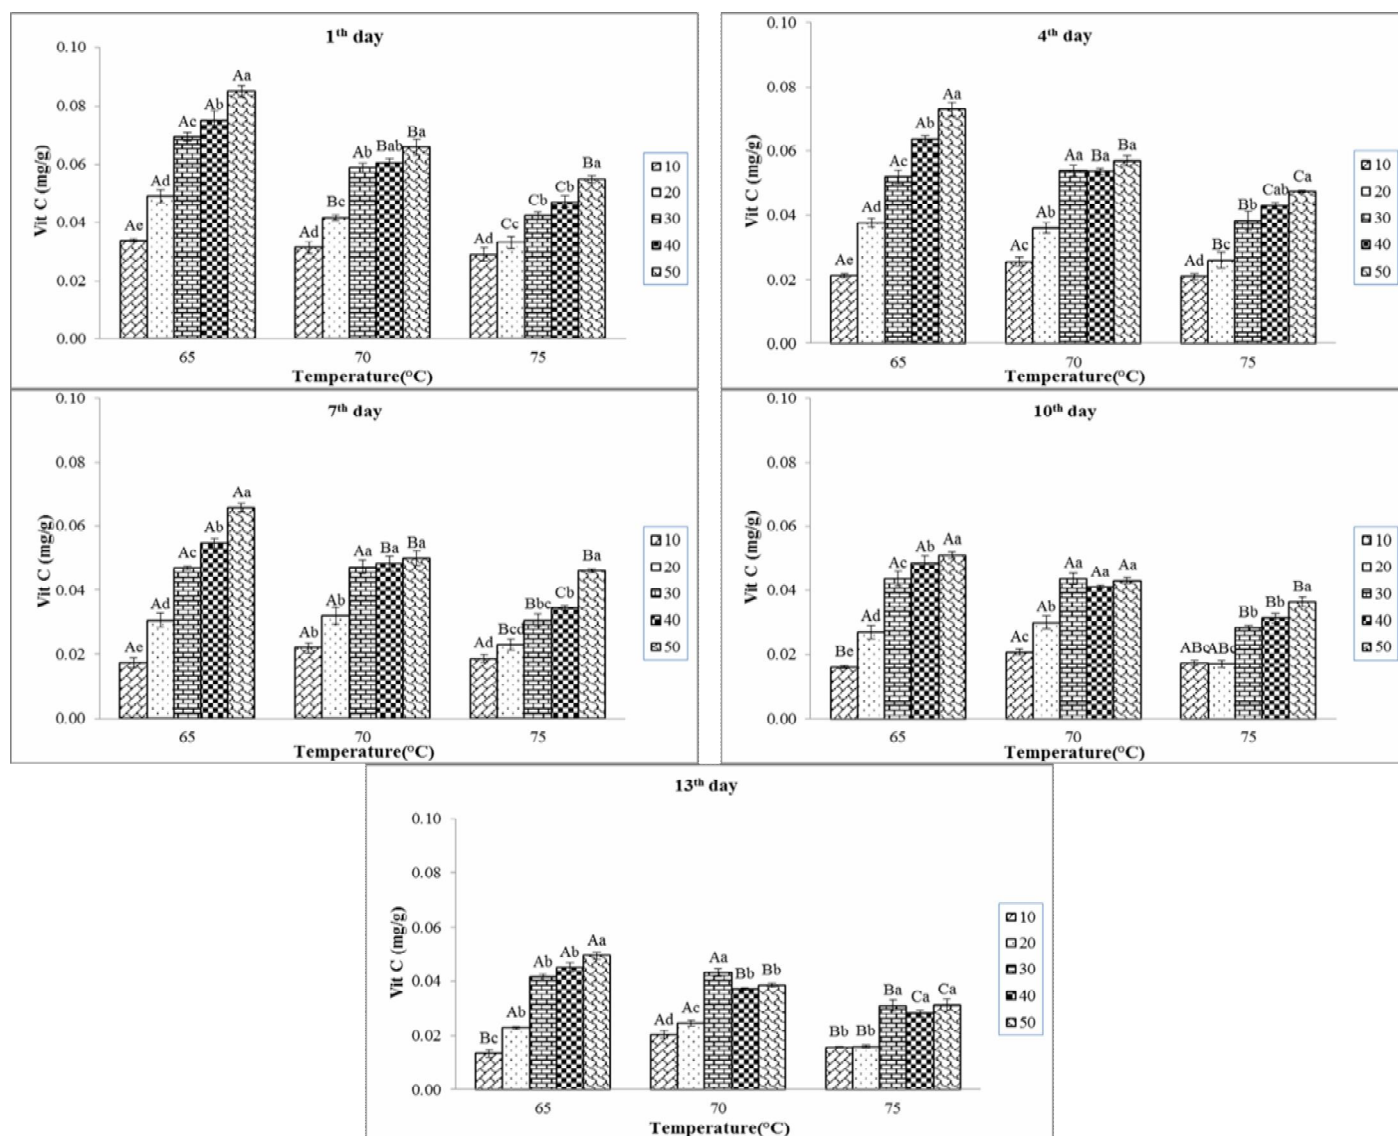 1th day
Vit C (mg/g)
0.10
0.08
0.06
0.04
0.02
0.00
Ae Ad Ac Ab Aa
Ad Bc Ab Bab Ba
Ad Cc Cb Cb Ba
65 70 75
Temperature(°C)
10
20
30
40
50
4th day
Vit C (mg/g)
0.10
0.08
0.06
0.04
0.02
0.00
Ae Ad Ac Ab Aa
Ac Ab Aa Ba Ba
Ad Bc Bb Cab Ca
65 70 75
Temperature(°C)
10
20
30
40
50
7th day
Vit C (mg/g)
0.10
0.08
0.06
0.04
0.02
0.00
Ae Ad Ac Ab Aa
Ab Ab Aa Ba Ba
Ad Bcd Bbc Cb Ba
65 70 75
Temperature(°C)
10
20
30
40
50
10th day
Vit C (mg/g)
0.10
0.08
0.06
0.04
0.02
0.00
Be Ad Ac Ab Aa
Ac Ab Aa Aa Aa
ABc ABc Bb Bb Ba
65 70 75
Temperature(°C)
10
20
30
40
50
13th day
Vit C (mg/g)
0.10
0.08
0.06
0.04
0.02
0.00
Bc Ab Ab Ab Aa
Ad Ac Aa Bb Bb
Bb Bb Ba Ca Ca
65 70 75
Temperature(°C)
10
20
30
40
50